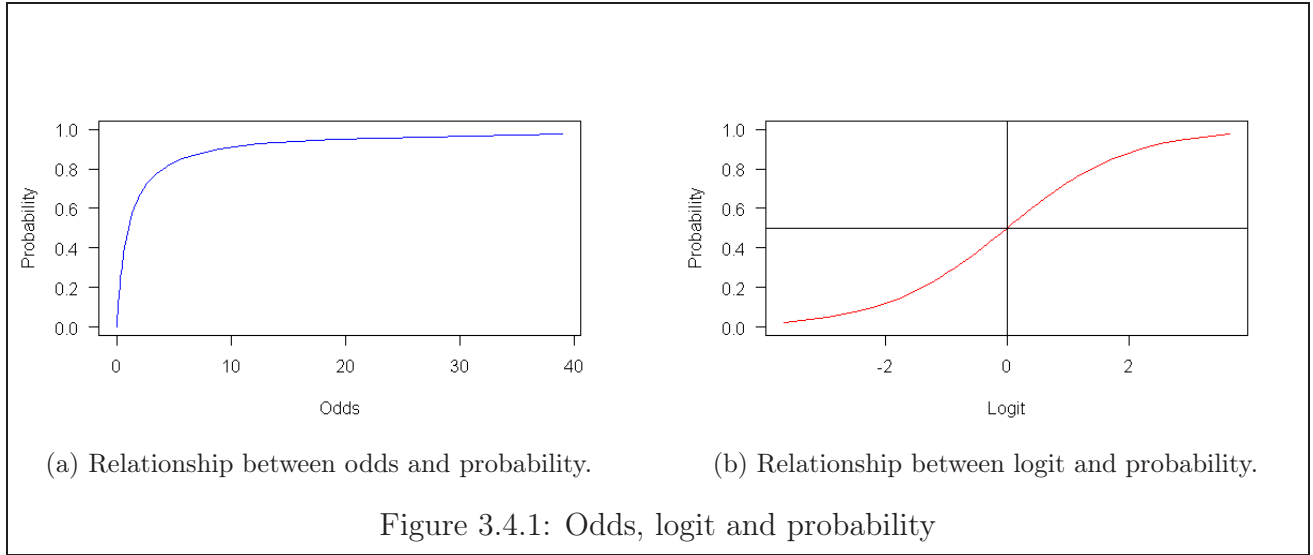 Probability
1.0
0.8
0.6
0.4
0.2
0.0
0 10 20 30 40
Odds
(a) Relationship between odds and probability.
Probability
1.0
0.8
0.6
0.4
0.2
0.0
-2 0 2
Logit
(b) Relationship between logit and probability.
Figure 3.4.1: Odds, logit and probability